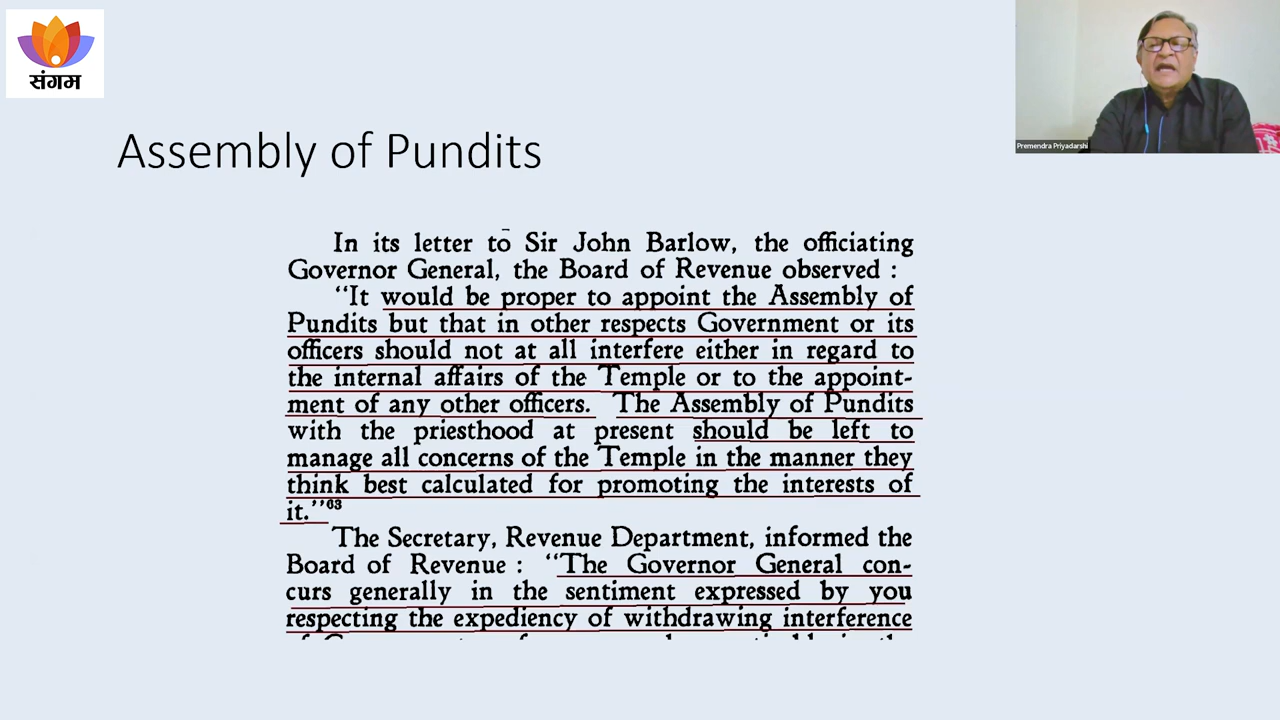 संगम
Premendra Priyadarshi
Assembly of Pundits
In its letter to Sir John Barlow, the officiating
Governor General, the Board of Revenue observed :
"It would be proper to appoint the Assembly of
Pundits but that in other respects Government or its
officers should not at all interfere either in regard to
the internal affairs of the Temple or to the appoint-
ment of any other officers. The Assembly of Pundits
with the priesthood at present should be left to
manage all concerns of the Temple in the manner they
think best calculated for promoting the interests of
it."⁶³
The Secretary, Revenue Department, informed the
Board of Revenue : "The Governor General con-
curs generally in the sentiment expressed by you
respecting the expediency of withdrawing interference